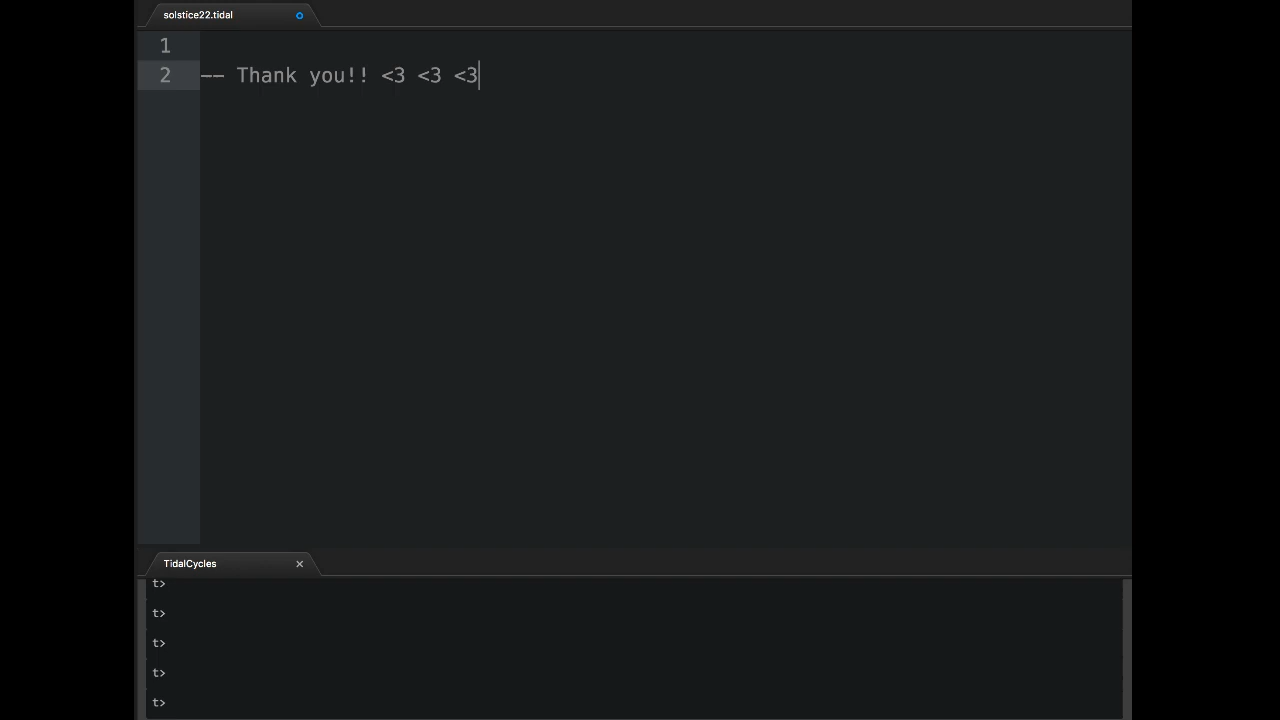 solstice22.tidal
1
2 -- Thank you!! <3 <3 <3
TidalCycles ×
t>
t>
t>
t>
t>